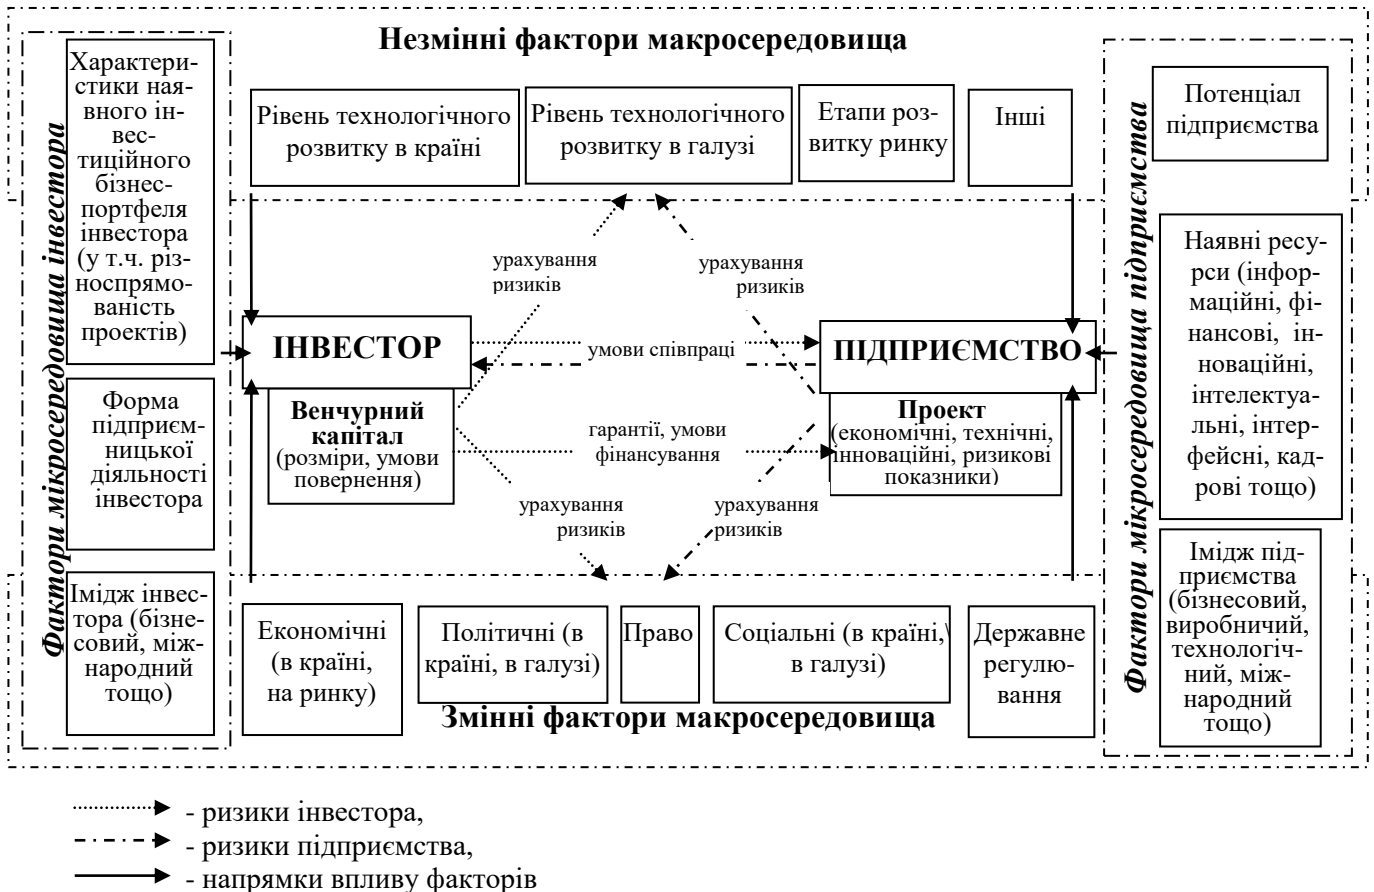 Незмінні фактори макросередовища
Фактори мікросередовища інвестора
Характери-
стики ная-
вного ін-
вес-
тиційного
бізнес-
портфеля
інвестора
(у т.ч. різ-
носпрямо-
ваність
проектів)
Форма
підприєм-
ницької
діяльності
інвестора
Імідж інвес-
тора (бізне-
совий, між-
народний
тощо)
Рівень технологічного
розвитку в країні
Рівень технологічного
розвитку в галузі
Етапи роз-
витку ринку
Інші
урахування
ризиків
урахування
ризиків
ІНВЕСТОР
умови співпраці
ПІДПРИЄМСТВО
Венчурний
капітал
(розміри, умови
повернення)
гарантії, умови
фінансування
Проект
(економічні, технічні,
інноваційні, ризикові
показники)
урахування
ризиків
урахування
ризиків
Економічні
(в країні,
на ринку)
Політичні (в
країні, в галузі)
Право
Соціальні (в країні,\
в галузі)
Державне
регулю-
вання
Змінні фактори макросередовища
Фактори мікросередовища підприємства
Потенціал
підприємства
Наявні ресу-
рси (інфор-
маційні, фі-
нансові, ін-
новаційні,
інтелектуа-
льні, інтер-
фейсні, кад-
рові тощо)
Імідж під-
приємства
(бізнесовий,
виробничий,
технологіч-
ний, між-
народний
тощо)
- ризики інвестора,
- ризики підприємства,
- напрямки впливу факторів